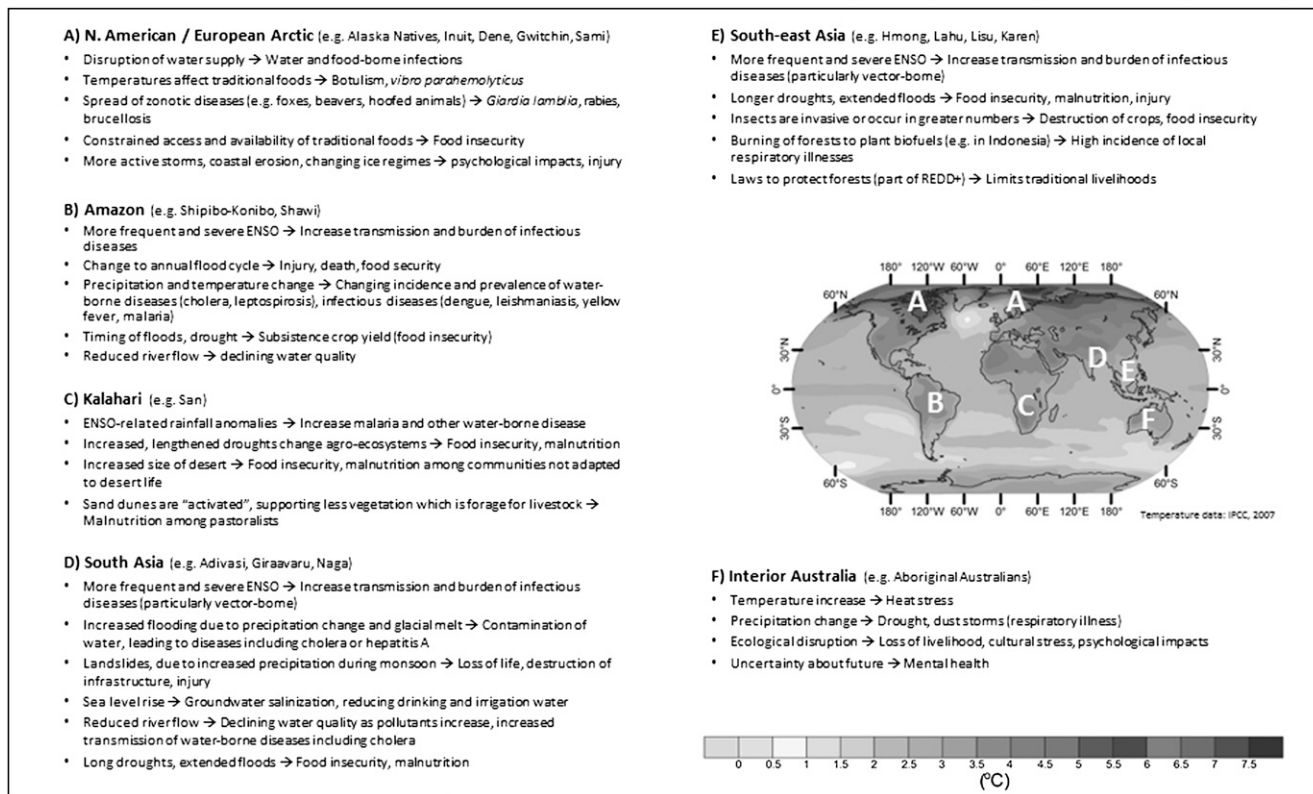 A) N. American / European Arctic (e.g. Alaska Natives, Inuit, Dene, Gwitchin, Sami)
• Disruption of water supply → Water and food-borne infections
• Temperatures affect traditional foods → Botulism, vibro parahemolyticus
• Spread of zoonotic diseases (e.g. foxes, beavers, hoofed animals) → Giardia lamblia, rabies,
brucellosis
• Constrained access and availability of traditional foods → Food insecurity
• More active storms, coastal erosion, changing ice regimes → psychological impacts, injury
B) Amazon (e.g. Shipibo-Konibo, Shawi)
• More frequent and severe ENSO → Increase transmission and burden of infectious
diseases
• Change to annual flood cycle → Injury, death, food security
• Precipitation and temperature change → Changing incidence and prevalence of water-
borne diseases (cholera, leptospirosis), infectious diseases (dengue, leishmaniasis, yellow
fever, malaria)
• Timing of floods, drought → Subsistence crop yield (food insecurity)
• Reduced riverflow → declining water quality
C) Kalahari (e.g. San)
• ENSO-related rainfall anomalies → Increase malaria and other water-borne disease
• Increased, lengthened droughts change agro-ecosystems → Food insecurity, malnutrition
• Increased size of desert → Food insecurity, malnutrition among communities not adapted
to desert life
• Sand dunes are “activated”, supporting less vegetation which is forage for livestock →
Malnutrition among pastoralists
D) South Asia (e.g. Adivasi, Giraavaru, Naga)
• More frequent and severe ENSO → Increase transmission and burden of infectious
diseases (particularly vector-borne)
• Increased flooding due to precipitation change and glacial melt → Contamination of
water, leading to diseases including cholera or hepatitis A
• Landslides, due to increased precipitation during monsoon → Loss of life, destruction of
infrastructure, injury
• Sea level rise → Groundwater salinization, reducing drinking and irrigation water
• Reduced riverflow → Declining water quality as pollutants increase, increased
transmission of water-borne diseases including cholera
• Long droughts, extended floods → Food insecurity, malnutrition
E) South-east Asia (e.g. Hmong, Lahu, Lisu, Karen)
• More frequent and severe ENSO → Increase transmission and burden of infectious
diseases (particularly vector-borne)
• Longer droughts, extended floods → Food insecurity, malnutrition, injury
• Insects are invasive or occur in greater numbers → Destruction of crops, food insecurity
• Burning of forests to plant biofuels (e.g. in Indonesia) → High incidence of local
respiratory illnesses
• Laws to protect forests (part of REDD+) → Limits traditional livelihoods
180° 120°W 60°W 0° 60°E 120°E 180°
60°N 60°N
A A
30°N 30°N
D
E
0° 0°
B C
F
30°S 30°S
60°S 60°S
180° 120°W 60°W 0° 60°E 120°E 180°
Temperature data: IPCC, 2007
F) Interior Australia (e.g. Aboriginal Australians)
• Temperature increase → Heat stress
• Precipitation change → Drought, dust storms (respiratory illness)
• Ecological disruption → Loss of livelihood, cultural stress, psychological impacts
• Uncertainty about future → Mental health
0 0.5 1 1.5 2 2.5 3 3.5 4 4.5 5 5.5 6 6.5 7 7.5
(°C)